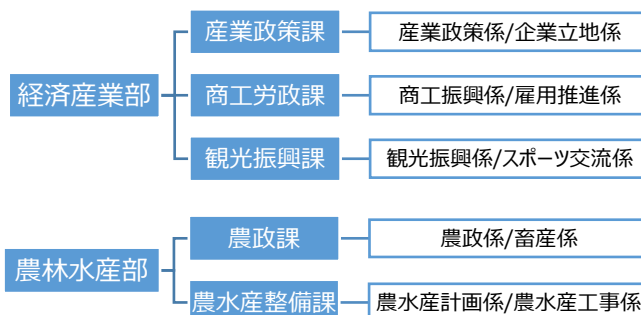 産業政策課
産業政策係/企業立地係
経済産業部
商工労政課
商工振興係/雇用推進係
観光振興課
観光振興係/スポーツ交流係
農政課
農政係/畜産係
農林水産部
農水産整備課
農水産計画係/農水産工事係